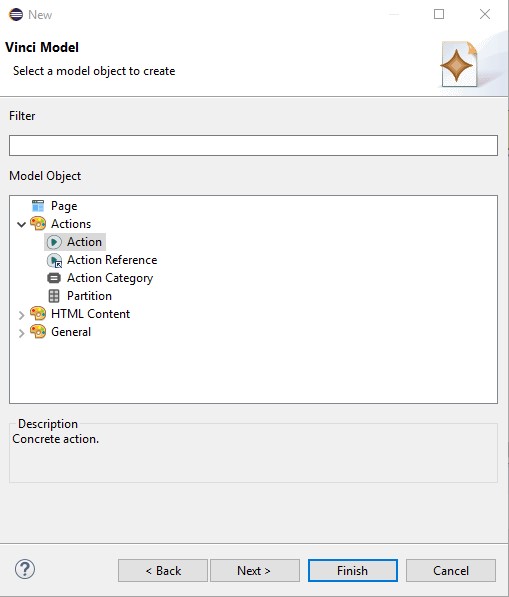 New
Vinci Model
Select a model object to create
Filter
Model Object
Page
Actions
Action
Action Reference
Action Category
Partition
HTML Content
General
Description
Concrete action.
?
< Back
Next >
Finish
Cancel